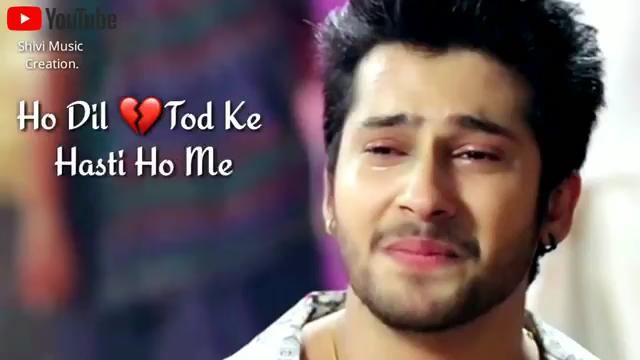 YouTube
Shivi Music
Creation.
Ho Dil 💔Tod Ke
Hasti Ho Me